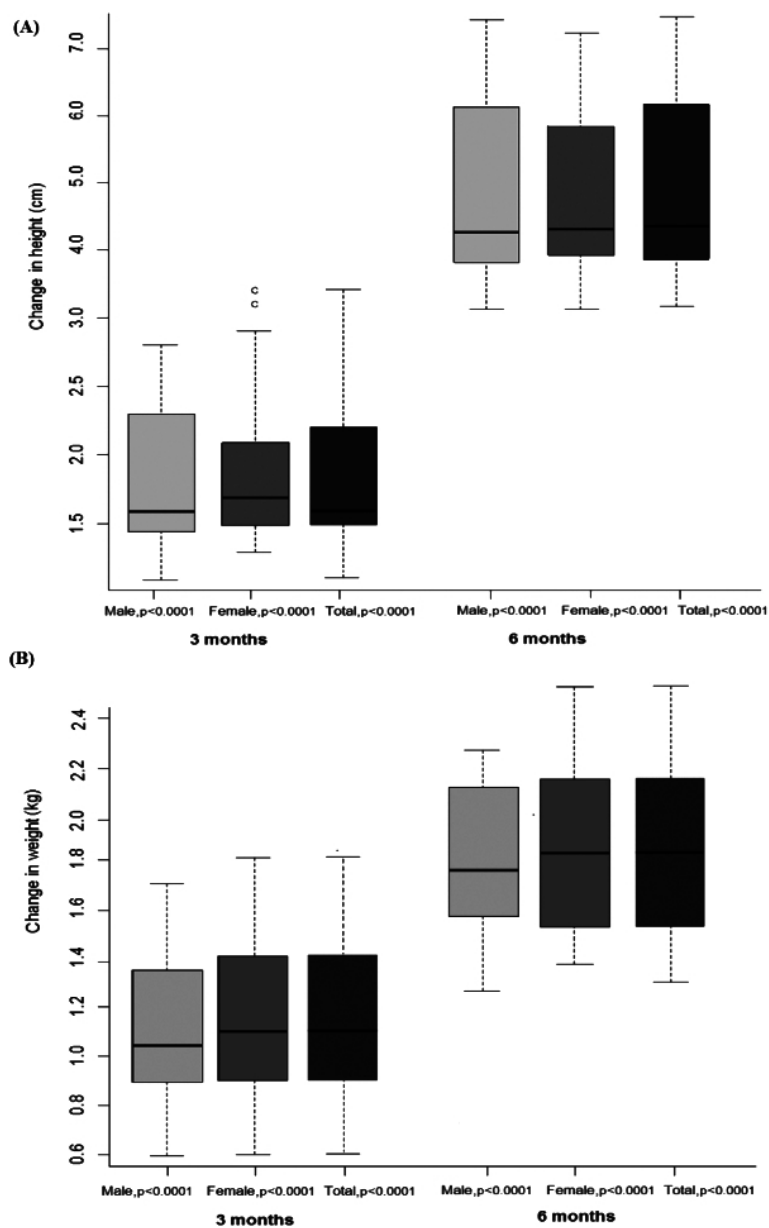 (A)
Change in height (cm)
7.0
6.0
5.0
4.0
3.0
2.5
2.0
1.5
Male,p<0.0001 Female,p<0.0001 Total,p<0.0001 Male,p<0.0001 Female,p<0.0001 Total,p<0.0001
3 months 6 months
(B)
Change in weight (kg)
2.4
2.2
2.0
1.8
1.6
1.4
1.2
1.0
0.8
0.6
Male,p<0.0001 Female,p<0.0001 Total,p<0.0001 Male,p<0.0001 Female,p<0.0001 Total,p<0.0001
3 months 6 months